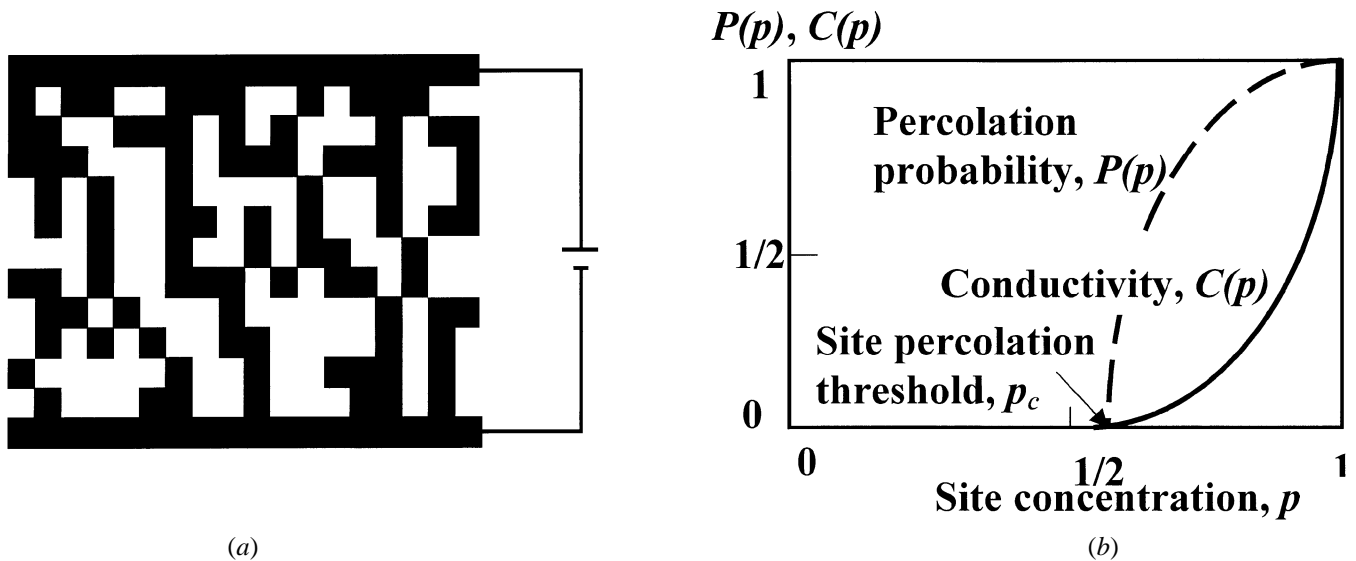 P(p), C(p)
1
Percolation
probability, P(p)
1/2
Conductivity, C(p)
Site percolation
threshold, pc
0
0
1/2
1
Site concentration, p
(a)
(b)